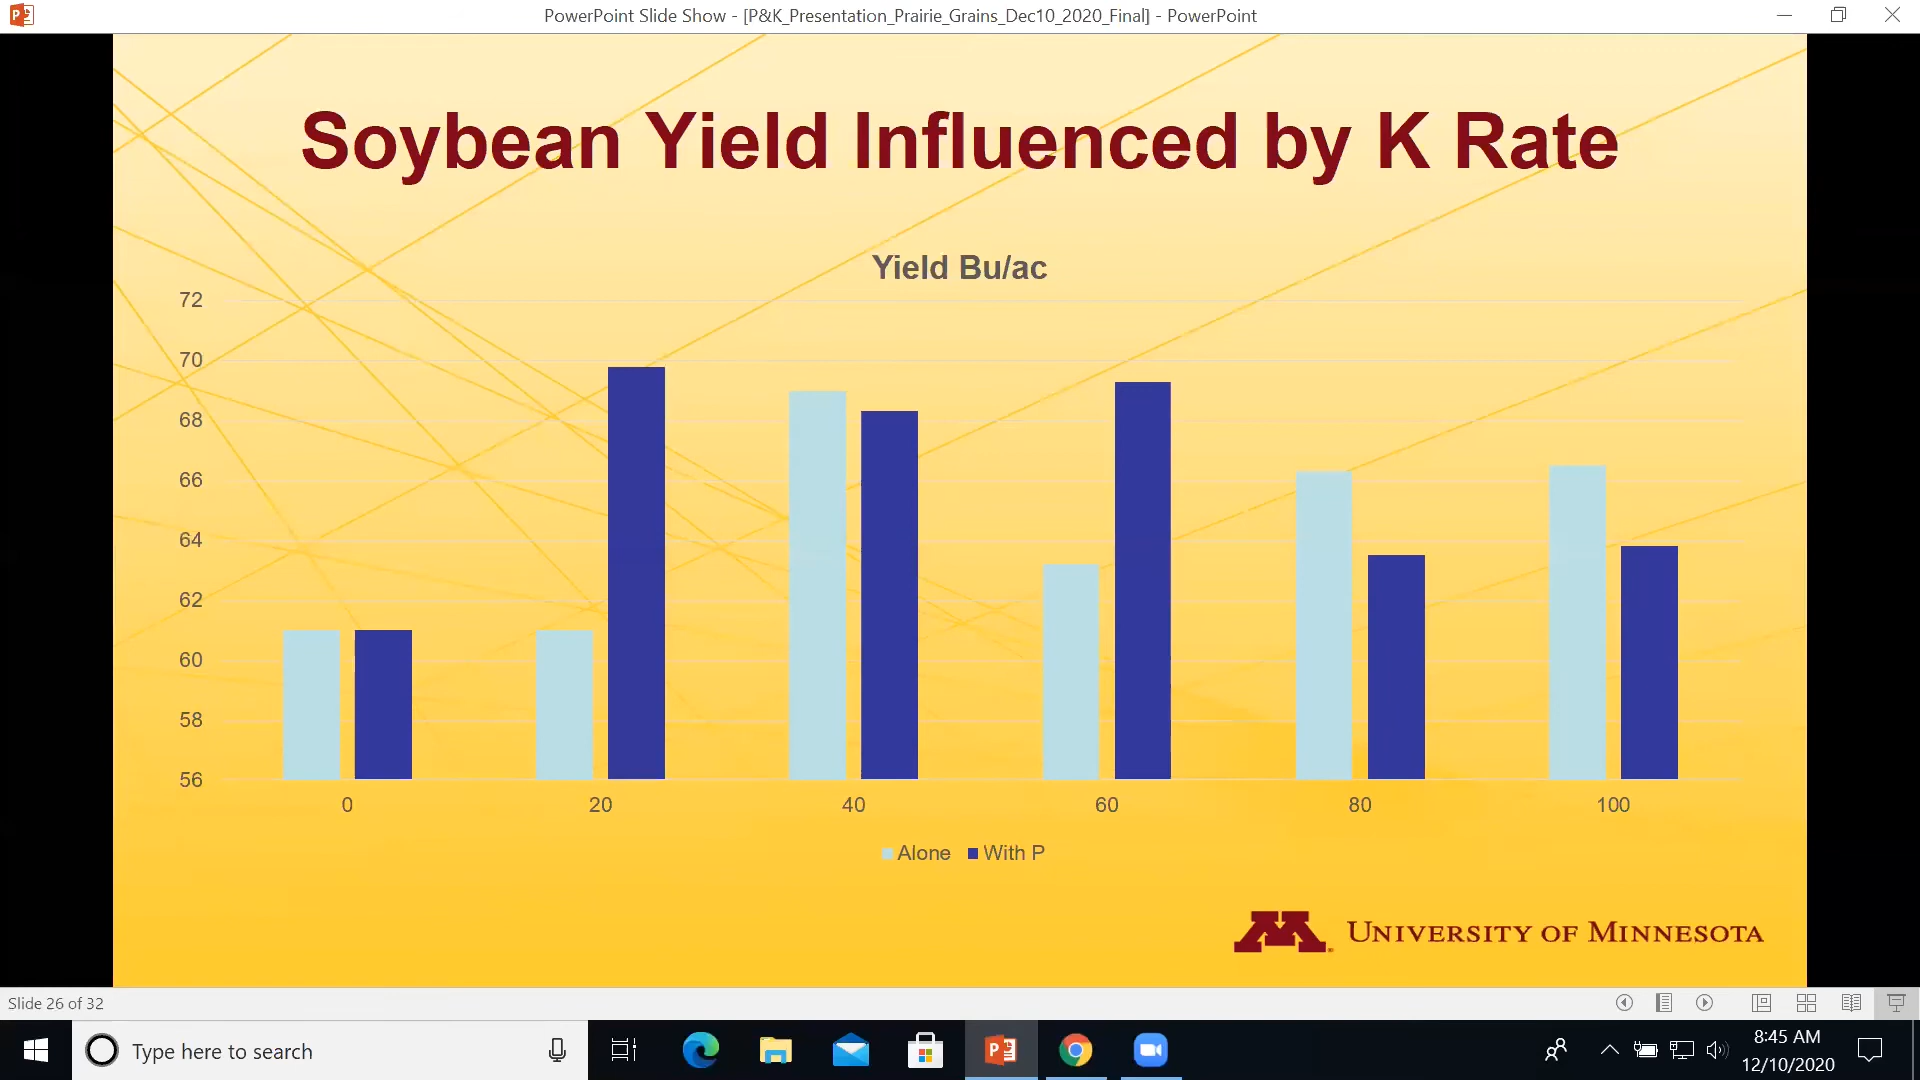 PowerPoint Slide Show - [P&K_Presentation_Prairie_Grains_Dec10_2020_Final] - PowerPoint
Soybean Yield Influenced by K Rate
Yield Bu/ac
72
70
68
66
64
62
60
58
56
0 20 40 60 80 100
Alone With P
UNIVERSITY OF MINNESOTA
Slide 26 of 32
Type here to search
8:45 AM
12/10/2020